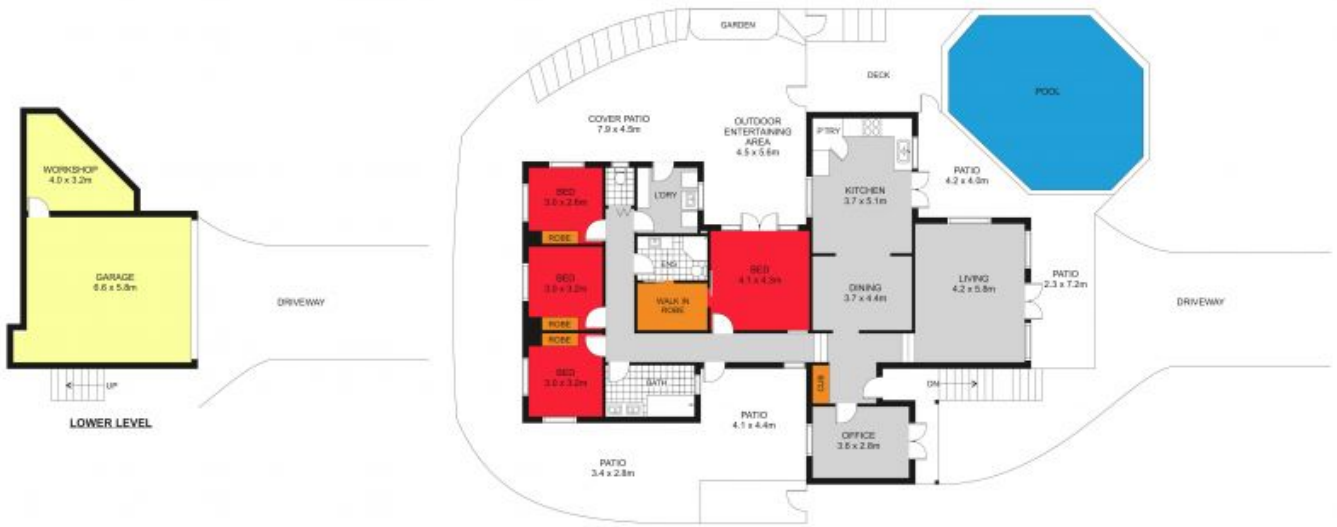 GARDEN
DECK
POOL
COVER PATIO
7.9 x 4.5m
OUTDOOR
ENTERTAINING
AREA
4.5 x 5.6m
P'TRY
WORKSHOP
4.0 x 3.2m
PATIO
4.2 x 4.0m
BED
3.0 x 2.6m
L'DRY
KITCHEN
3.7 x 5.1m
ROBE
ENS
GARAGE
6.6 x 5.8m
BED
3.0 x 3.2m
BED
4.1 x 4.3m
LIVING
4.2 x 5.8m
PATIO
2.3 x 7.2m
DINING
3.7 x 4.4m
DRIVEWAY
WALK IN
ROBE
DRIVEWAY
ROBE
ROBE
BED
3.0 x 3.2m
BATH
CUB
UP
DN
LOWER LEVEL
PATIO
4.1 x 4.4m
OFFICE
3.6 x 2.8m
PATIO
3.4 x 2.8m